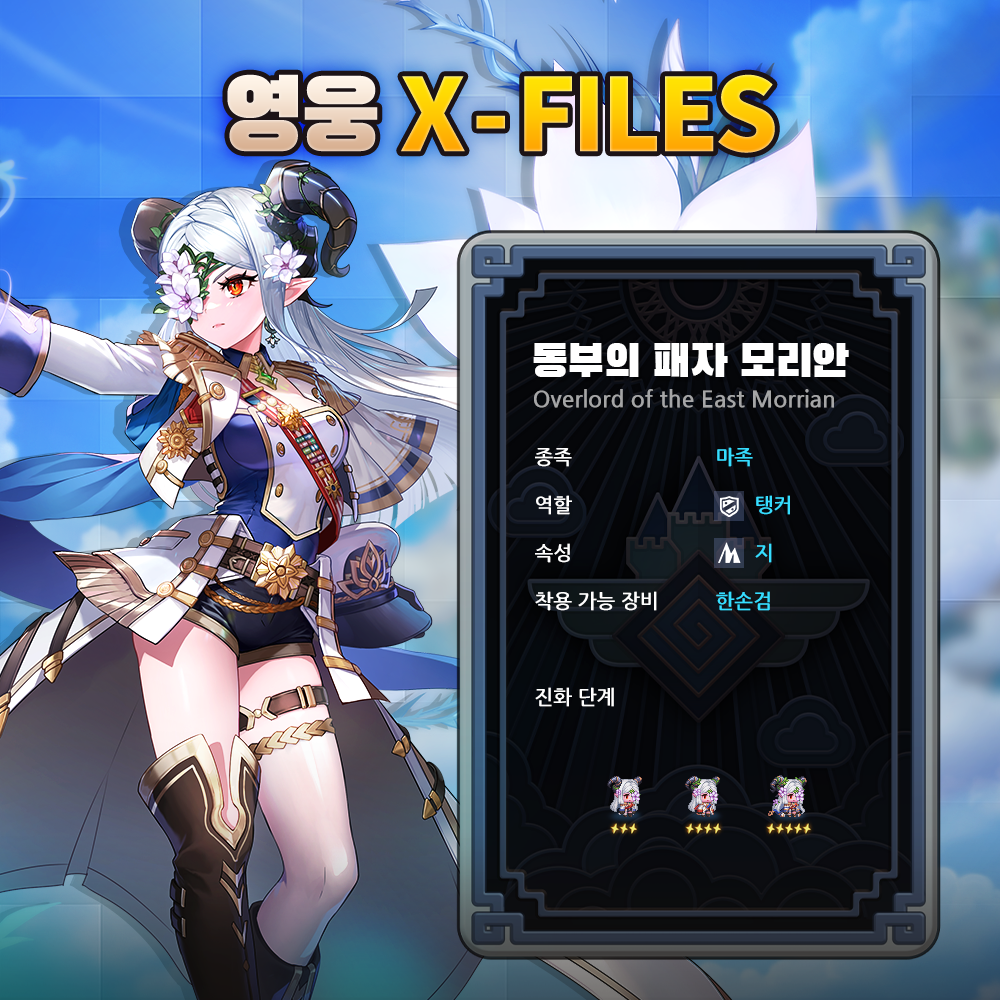 영웅 X-FILES
동부의 패자 모리안
Overlord of the East Morrian
종족 마족
역할 탱커
속성 지
착용 가능 장비 한손검
진화 단계